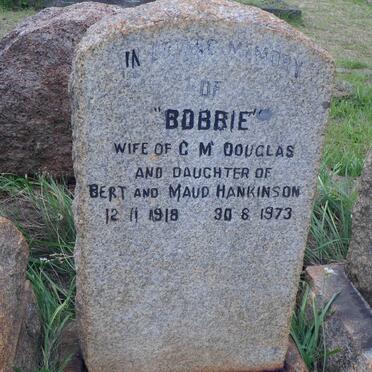 IN LOVING MEMORY
OF
"BOBBIE"
WIFE OF C M DOUGLAS
AND DAUGHTER OF
BERT AND MAUD HANKINSON
12 11 1918 30 8 1973